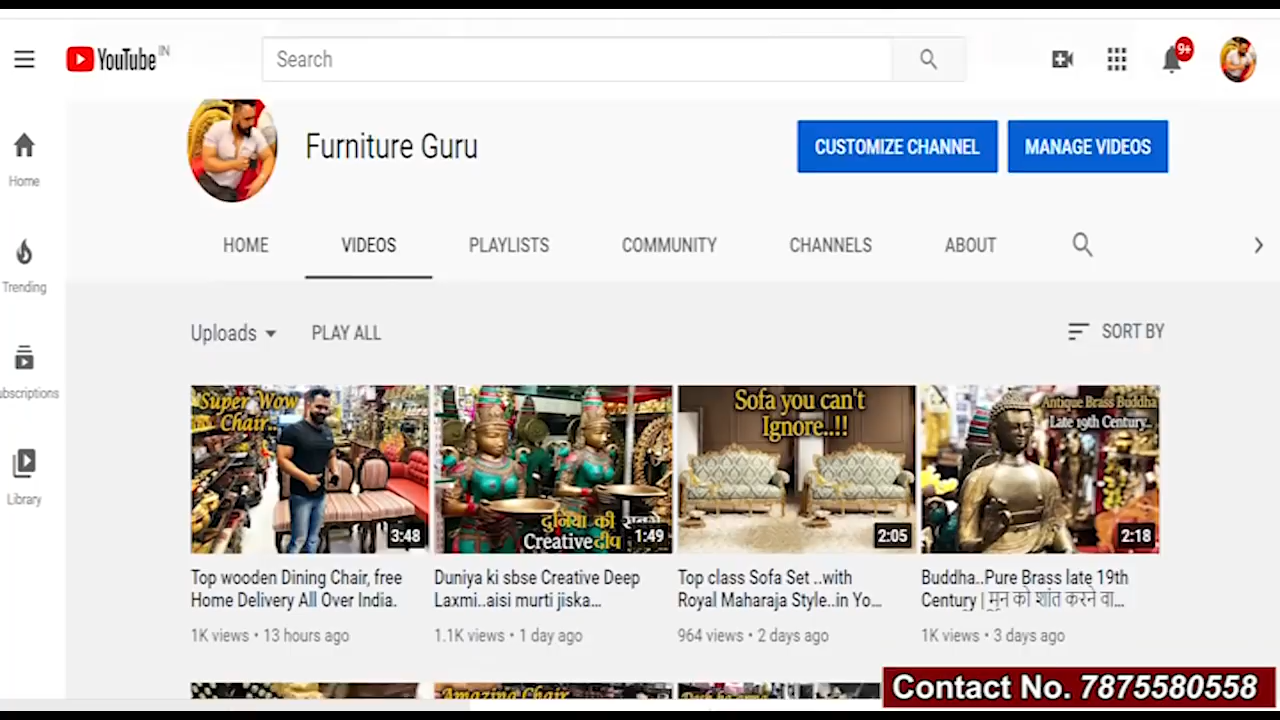 YouTube IN
Search
9+
Furniture Guru
CUSTOMIZE CHANNEL
MANAGE VIDEOS
Home
HOME
VIDEOS
PLAYLISTS
COMMUNITY
CHANNELS
ABOUT
Trending
Uploads
PLAY ALL
SORT BY
ubscriptions
Library
Super Wow
Chair..
3:48
दुनिया की
Creative
1:49
Sofa you can't
Ignore..!!
2:05
Antique Brass Buddha
Late 19th Century..
2:18
Top wooden Dining Chair, free
Home Delivery All Over India.
1K views • 13 hours ago
Duniya ki sbse Creative Deep
Laxmi..aisi murti jiska...
1.1K views • 1 day ago
Top class Sofa Set ..with
Royal Maharaja Style..in Yo...
964 views • 2 days ago
Buddha..Pure Brass late 19th
Century | मन को शांत करने वा...
1K views • 3 days ago
Amazing Chair
Contact No. 7875580558